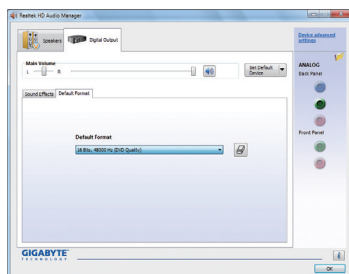 Realtek HD Audio Manager
Speakers
Digital Output
Device advanced settings
Main Volume
L
R
Set Default Device
ANALOG
Back Panel
Sound Effects
Default Format
Default Format
16 Bits, 48000 Hz (DVD Quality)
Front Panel
GIGABYTE
TECHNOLOGY
OK